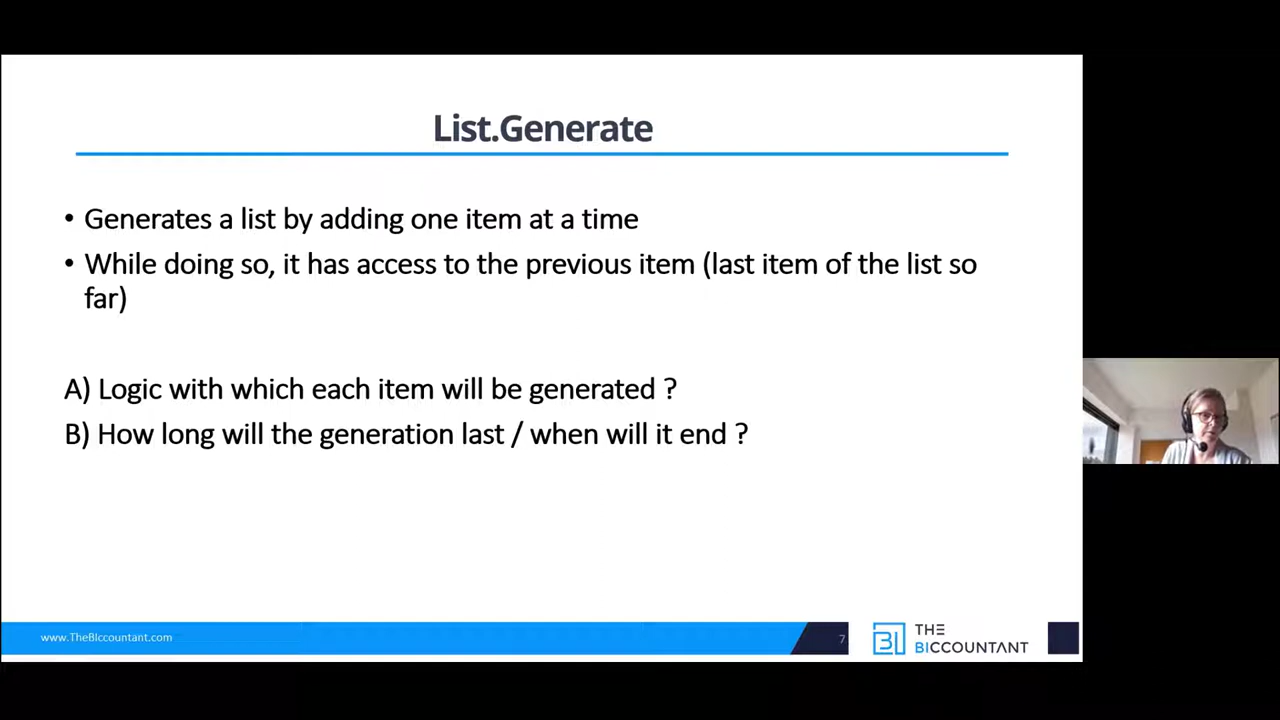 List.Generate
• Generates a list by adding one item at a time
• While doing so, it has access to the previous item (last item of the list so
far)
A) Logic with which each item will be generated ?
B) How long will the generation last / when will it end ?
www.TheBIccountant.com
7
THE
BICCOUNTANT